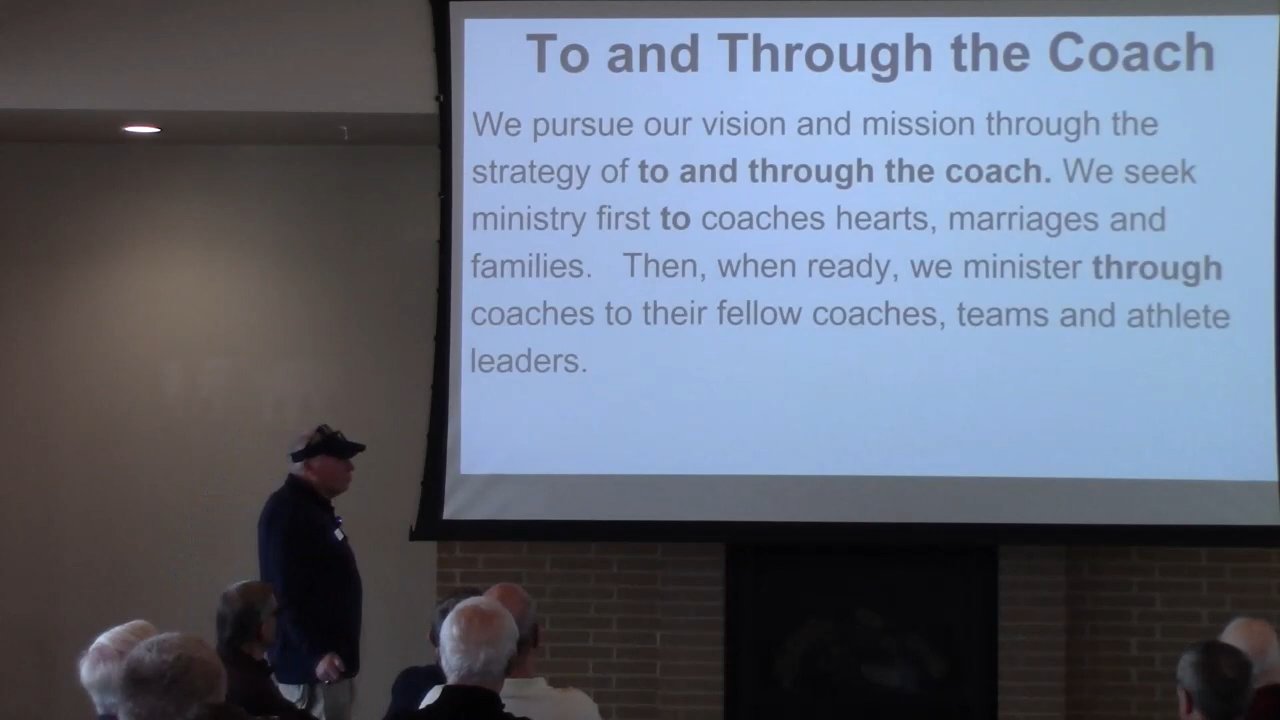 To and Through the Coach
We pursue our vision and mission through the
strategy of to and through the coach. We seek
ministry first to coaches hearts, marriages and
families. Then, when ready, we minister through
coaches to their fellow coaches, teams and athlete
leaders.